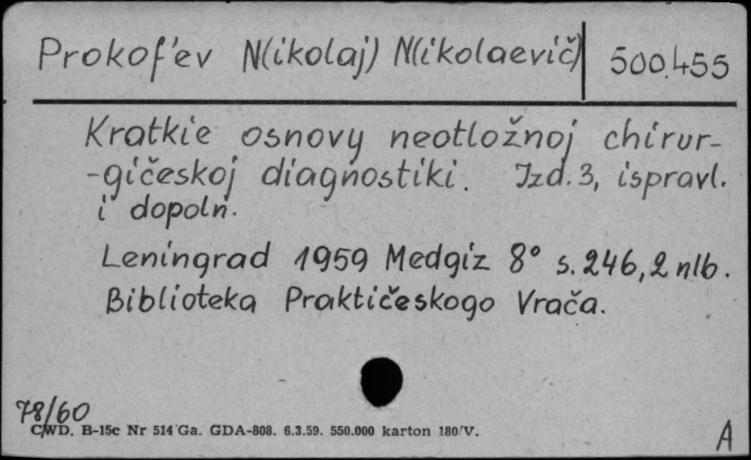 Prokof'ev N(ikolaj) N(ikolaevič) 500.455
Kratkie osnovy neotložnoj chirur-
-gičeskoj diagnostiki. Izd. 3, ispravl.
i dopoln.
Leningrad 1959 Medgiz 8° s. 246, 2 nlb.
Biblioteka Praktičeskogo Vrača.
78/60
CWD. B-15c Nr 514 Ga. GDA-808. 6.3.59. 550.000 karton 180/V.
A